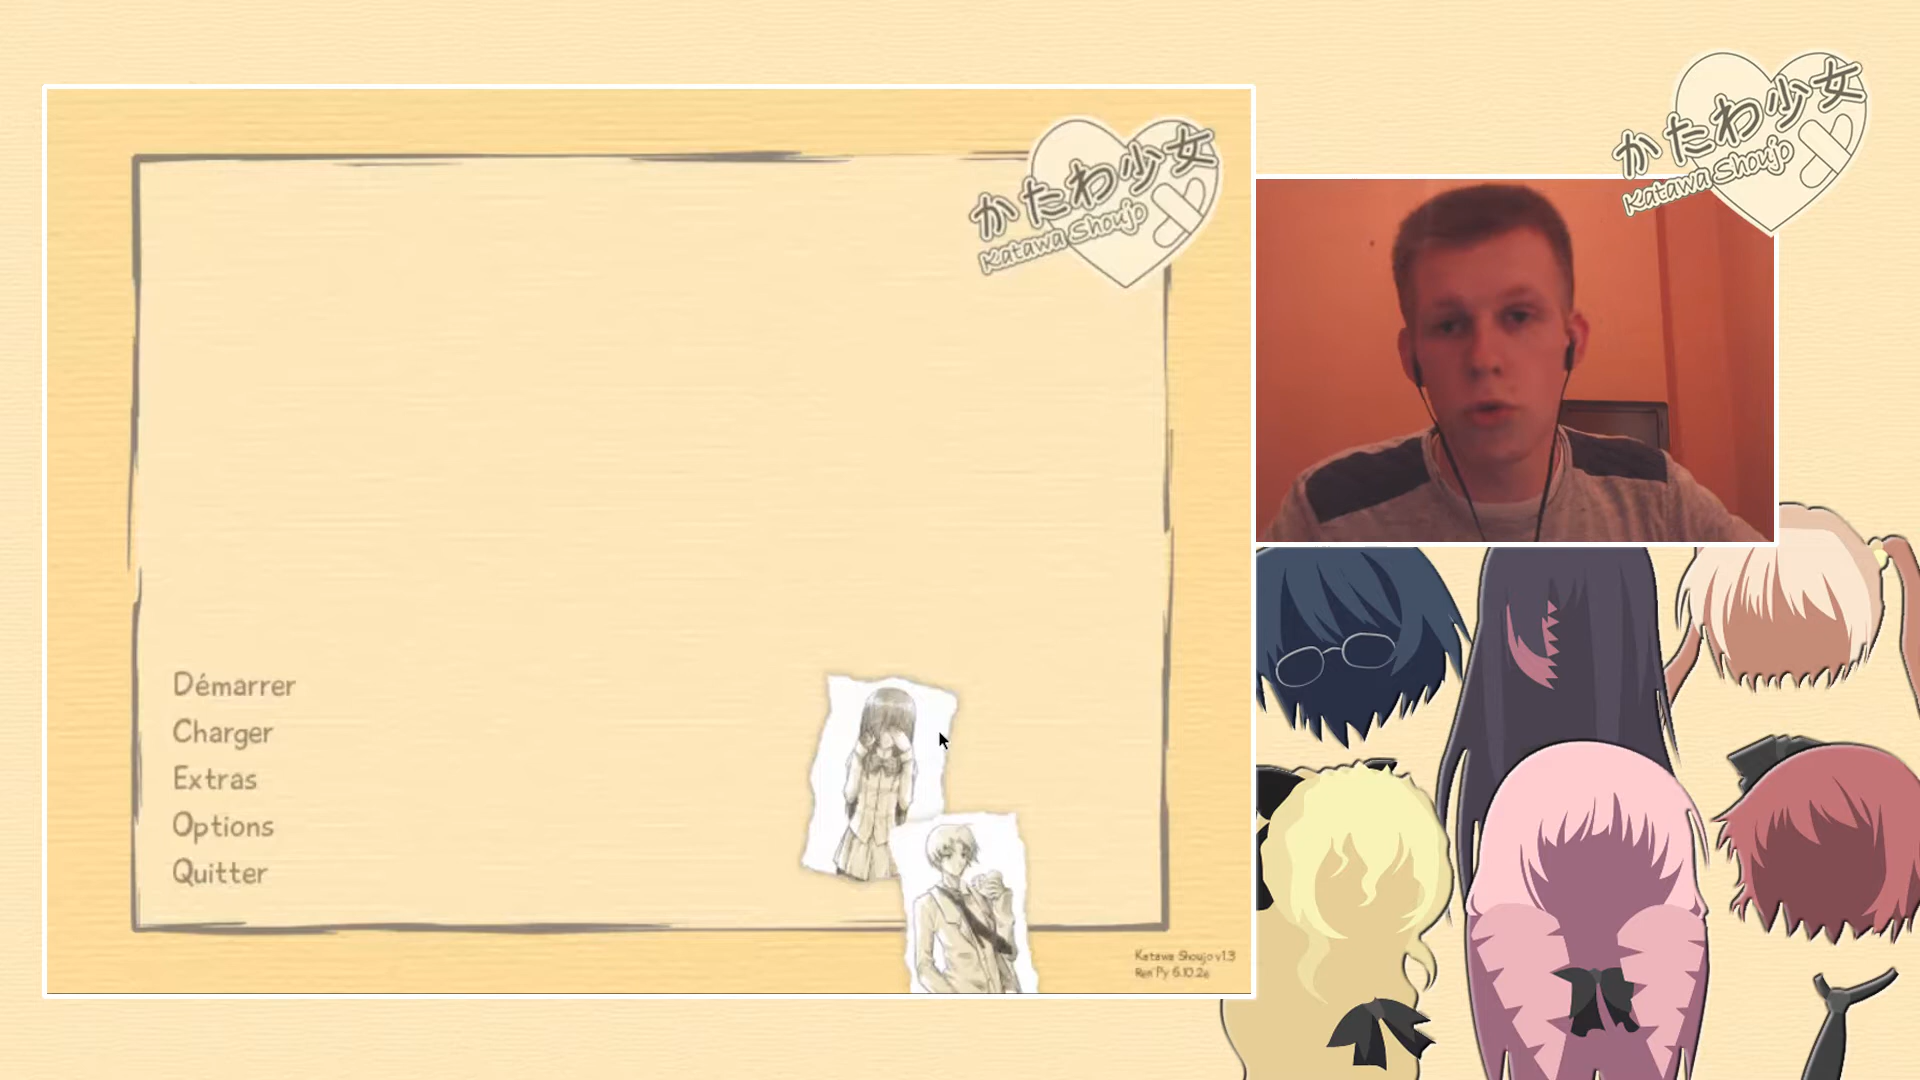 かたわ少女
Katawa Shoujo
かたわ少女
Katawa Shoujo
Démarrer
Charger
Extras
Options
Quitter
Katawa Shoujo v1.3
Ren'Py 6.10.2e